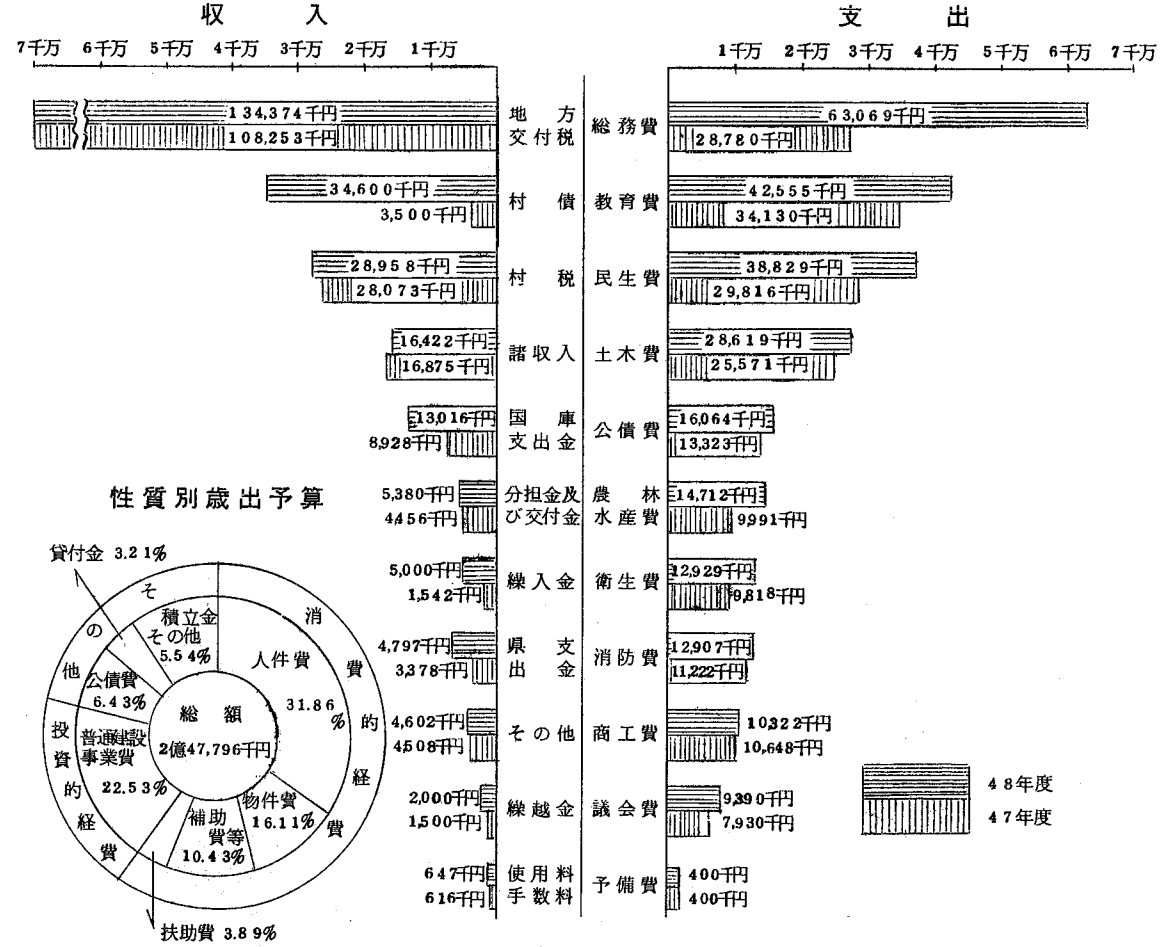 収入
支出
7千万 6千万 5千万 4千万 3千万 2千万 1千万
1千万 2千万 3千万 4千万 5千万 6千万 7千万
134,374千円
108,253千円
地方
交付税
総務費
63,069千円
28,780千円
34,600千円
3,500千円
村債
教育費
42,555千円
34,130千円
28,958千円
28,073千円
村税
民生費
38,829千円
29,816千円
16,422千円
16,875千円
諸収入
土木費
28,619千円
25,571千円
13,016千円
8,928千円
国庫
支出金
公債費
16,064千円
13,323千円
5,380千円
4,456千円
分担金及
び交付金
農林
水産費
14,712千円
9,991千円
5,000千円
1,542千円
繰入金
衛生費
12,929千円
9,818千円
4,797千円
3,378千円
県支
出金
消防費
12,907千円
11,222千円
4,602千円
4,508千円
その他
商工費
10,322千円
10,648千円
2,000千円
1,500千円
繰越金
議会費
9,390千円
7,930千円
647千円
616千円
使用料
手数料
予備費
400千円
400千円
48年度
47年度
性質別歳出予算
貸付金 3.21%
その他
積立金
その他
5.54%
公債費
6.43%
投資的経費
普通建設
事業費
22.53%
総額
2億47,796千円
消費的経費
人件費
31.86
%
物件費
16.11%
補助
費等
10.43%
扶助費 3.89%